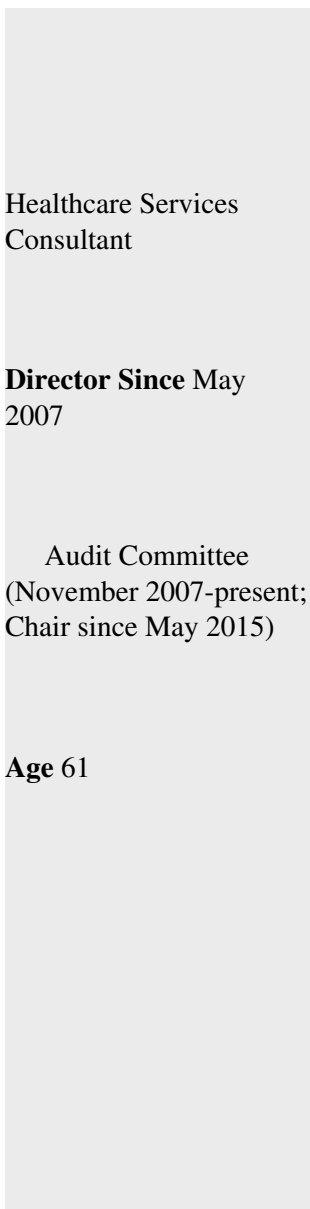 Healthcare Services
Consultant
Director Since May
2007
Audit Committee
(November 2007-present;
Chair since May 2015)
Age 61